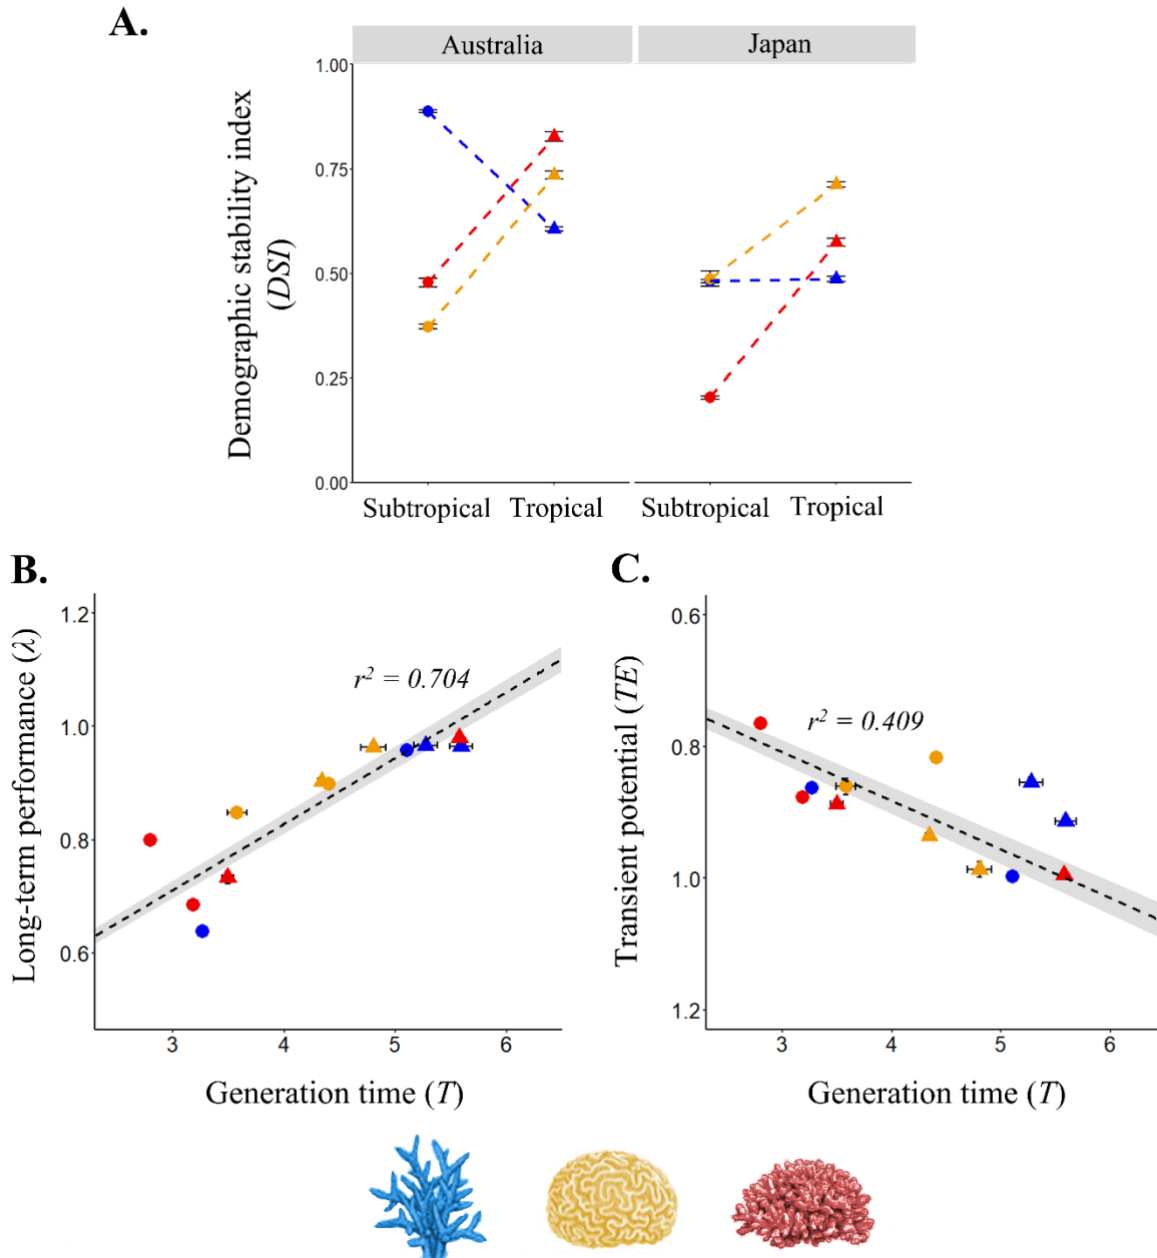 A.
Australia
Japan
Demographic stability index
(DSI)
1.00
0.75
0.50
0.25
0.00
Subtropical
Tropical
Subtropical
Tropical
B.
Long-term performance (λ)
1.2
1.0
0.8
0.6
r² = 0.704
3
4
5
6
Generation time (T)
C.
Transient potential (TE)
0.6
0.8
1.0
1.2
r² = 0.409
3
4
5
6
Generation time (T)